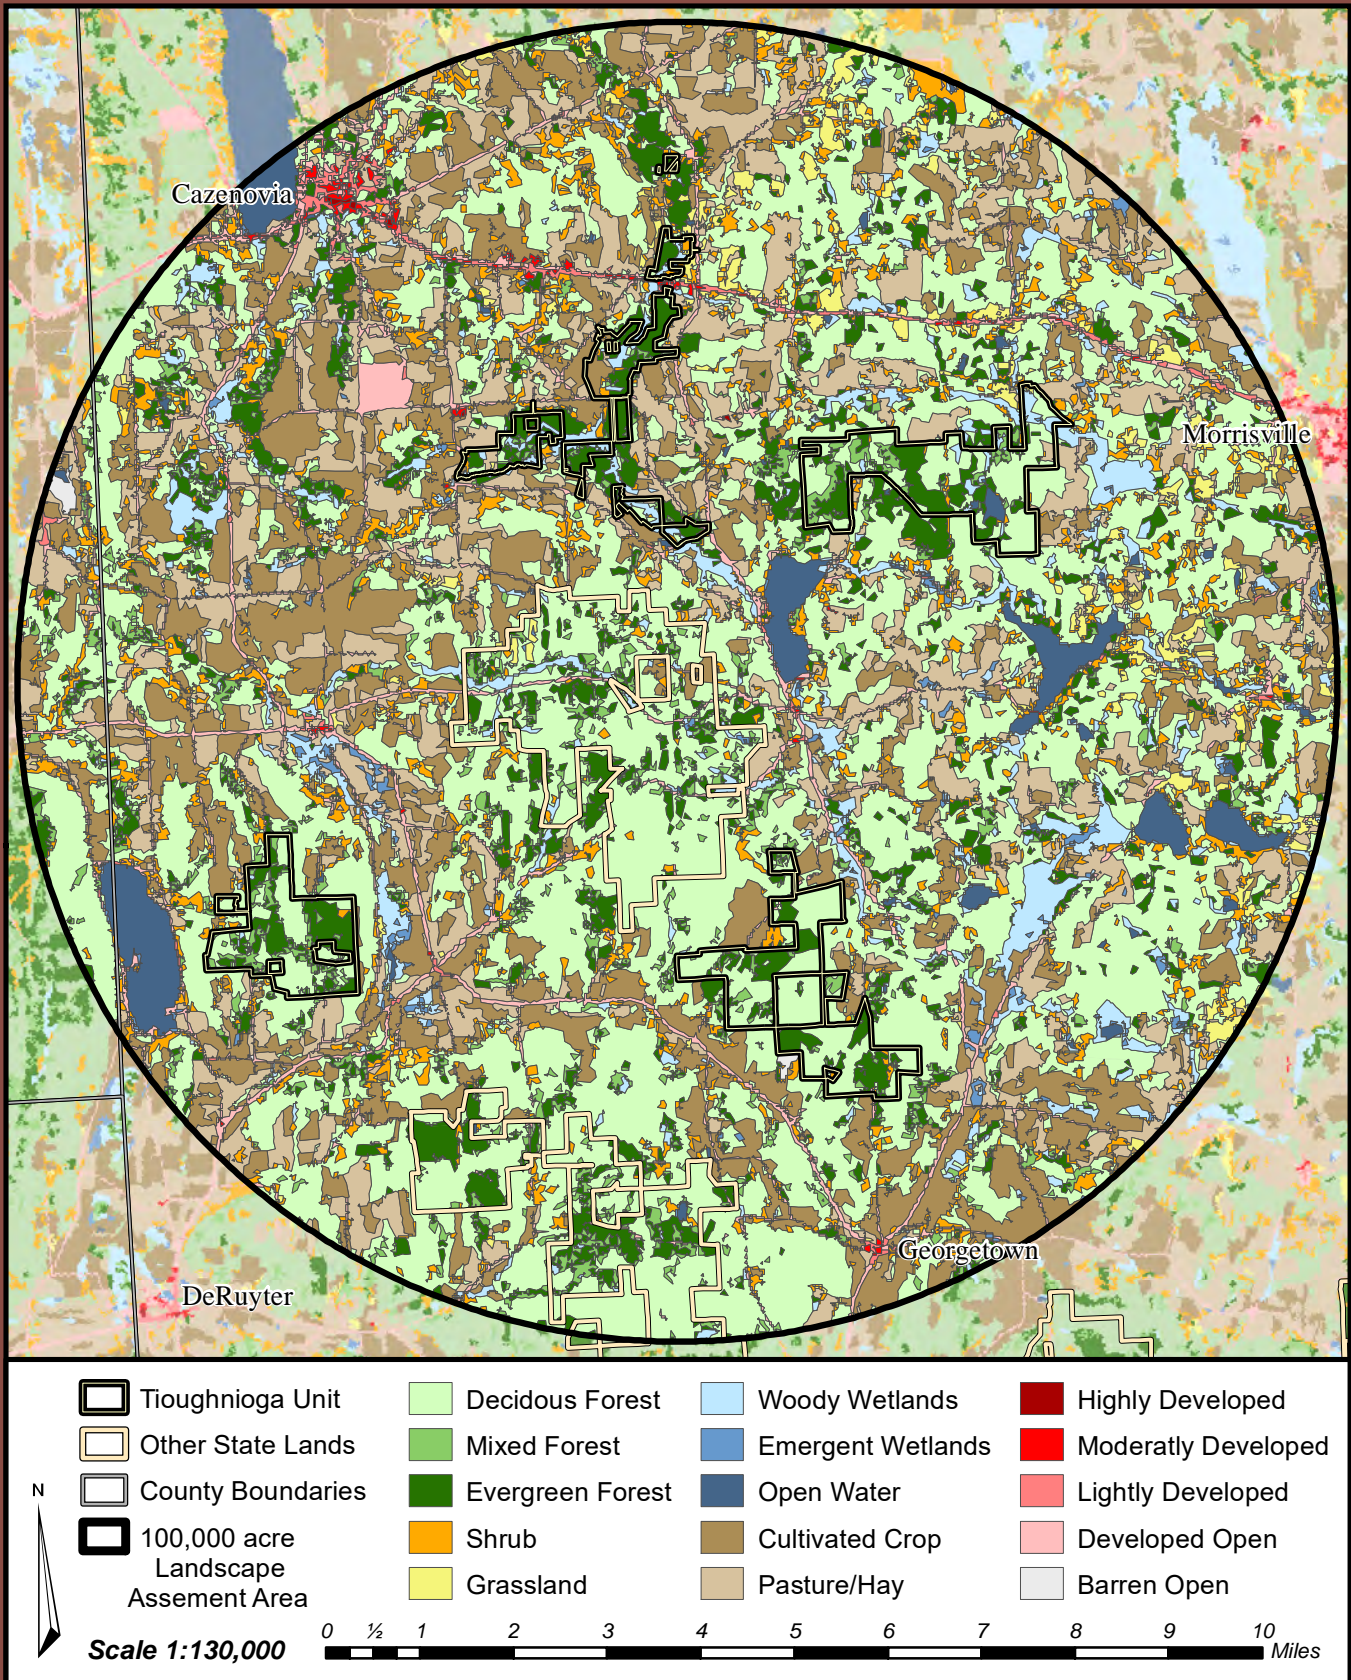 Cazenovia
Morrisville
Georgetown
DeRuyter
Tioughnioga Unit
Other State Lands
County Boundaries
100,000 acre
Landscape
Assement Area
Decidous Forest
Mixed Forest
Evergreen Forest
Shrub
Grassland
Woody Wetlands
Emergent Wetlands
Open Water
Cultivated Crop
Pasture/Hay
Highly Developed
Moderatly Developed
Lightly Developed
Developed Open
Barren Open
N
Scale 1:130,000
0 ½ 1 2 3 4 5 6 7 8 9 10
Miles